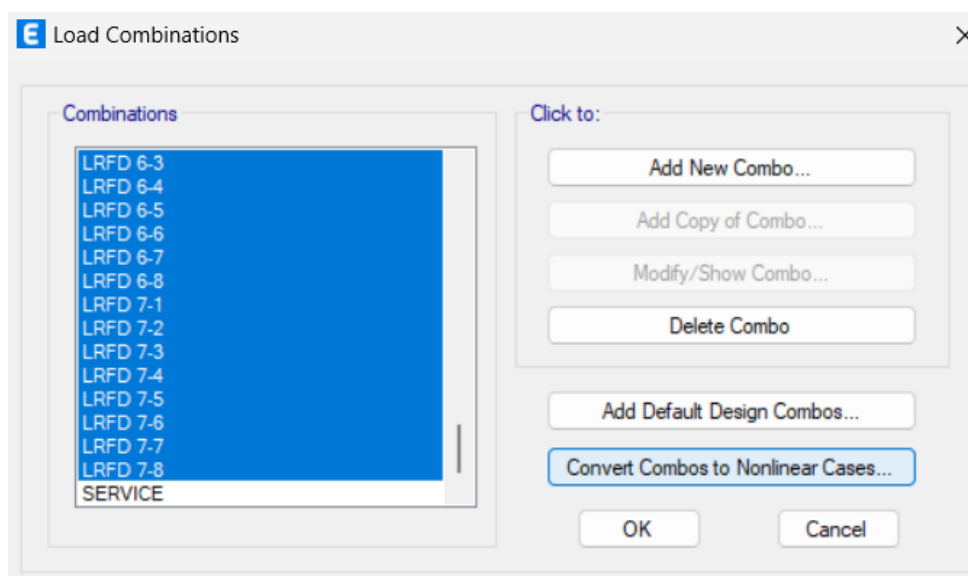 E Load Combinations
Combinations
LRFD 6-3
LRFD 6-4
LRFD 6-5
LRFD 6-6
LRFD 6-7
LRFD 6-8
LRFD 7-1
LRFD 7-2
LRFD 7-3
LRFD 7-4
LRFD 7-5
LRFD 7-6
LRFD 7-7
LRFD 7-8
SERVICE
Click to:
Add New Combo...
Add Copy of Combo...
Modify/Show Combo...
Delete Combo
Add Default Design Combos...
Convert Combos to Nonlinear Cases...
OK
Cancel